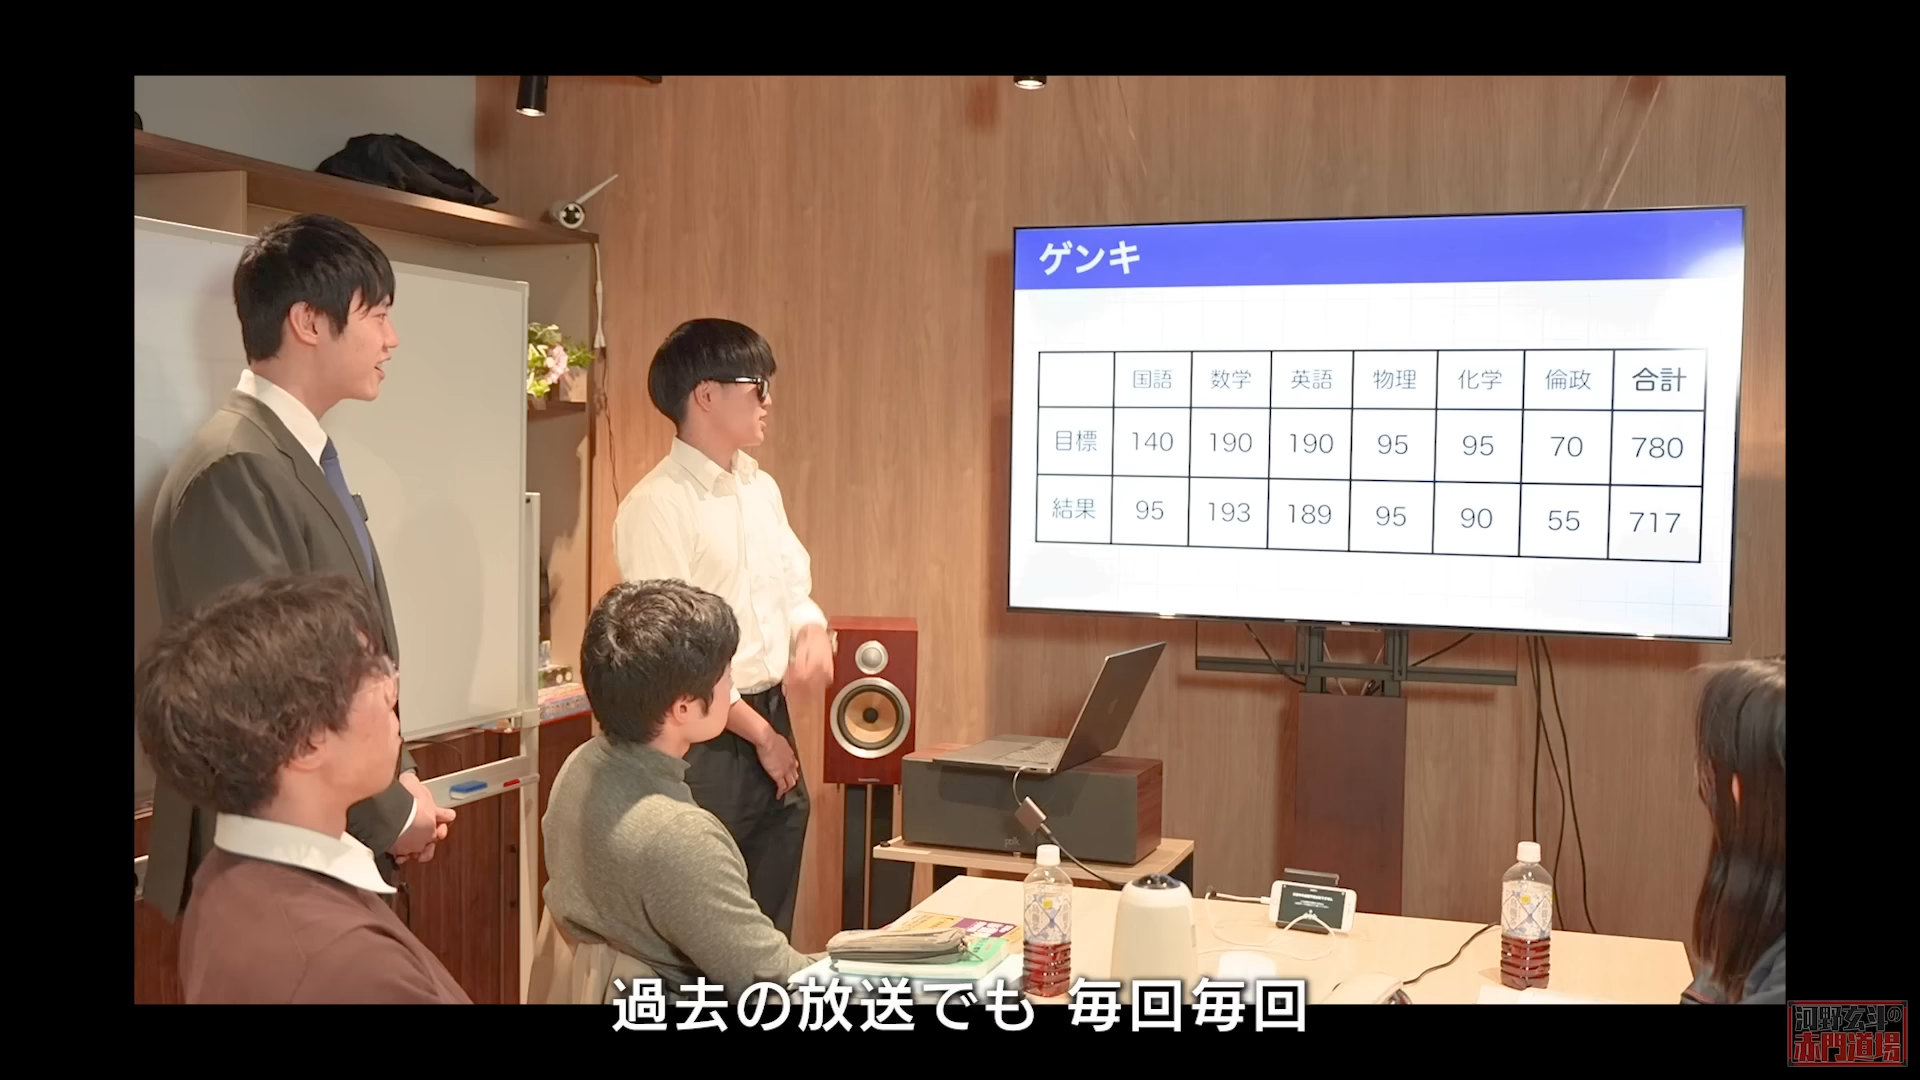 ゲンキ
国語 数学 英語 物理 化学 倫政 合計
目標 140 190 190 95 95 70 780
結果 95 193 189 95 90 55 717
polk
過去の放送でも 毎回毎回
河野玄斗の
赤門道場